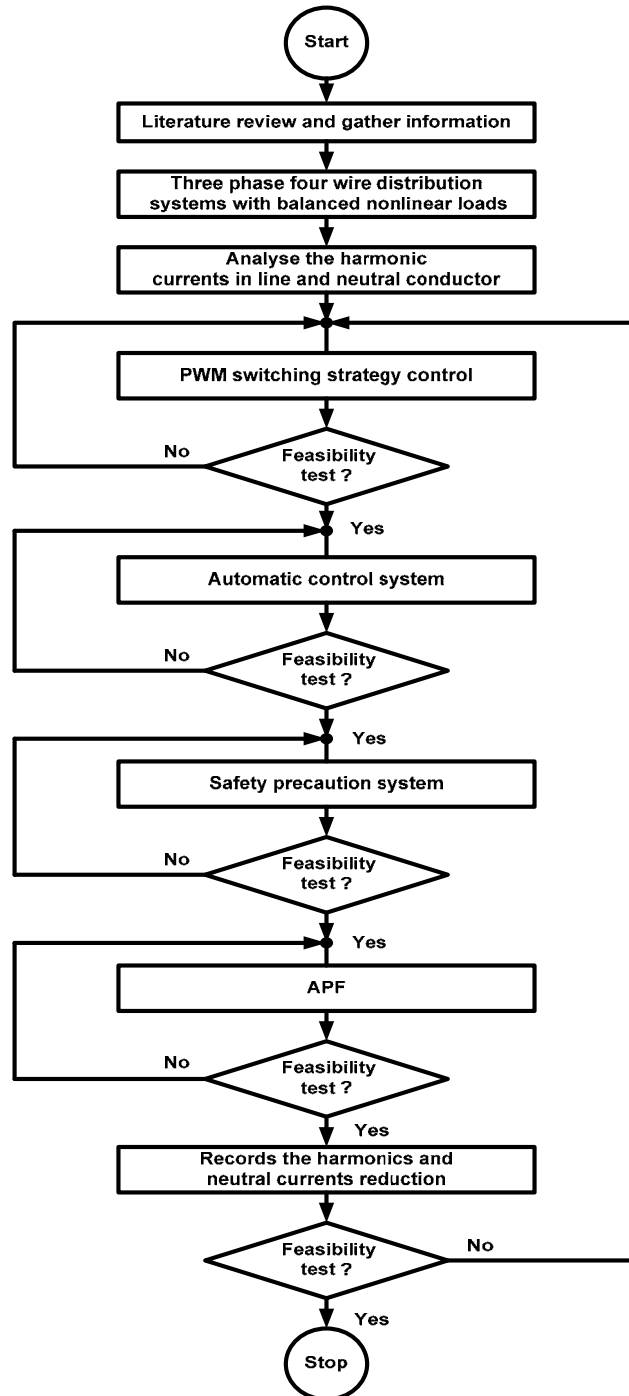 Start
Literature review and gather information
Three phase four wire distribution
systems with balanced nonlinear loads
Analyse the harmonic
currents in line and neutral conductor
PWM switching strategy control
No
Feasibility
test ?
Yes
Automatic control system
No
Feasibility
test ?
Yes
Safety precaution system
No
Feasibility
test ?
Yes
APF
No
Feasibility
test ?
Yes
Records the harmonics and
neutral currents reduction
Feasibility
test ?
No
Yes
Stop